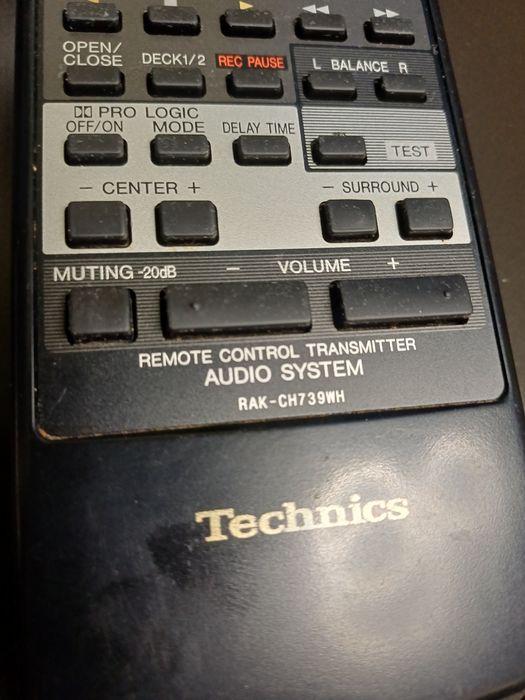 OPEN/
CLOSE
DECK1/2
REC PAUSE
L BALANCE R
PRO LOGIC
OFF/ON
MODE
DELAY TIME
TEST
− CENTER +
− SURROUND +
MUTING -20dB
− VOLUME +
REMOTE CONTROL TRANSMITTER
AUDIO SYSTEM
RAK-CH739WH
Technics